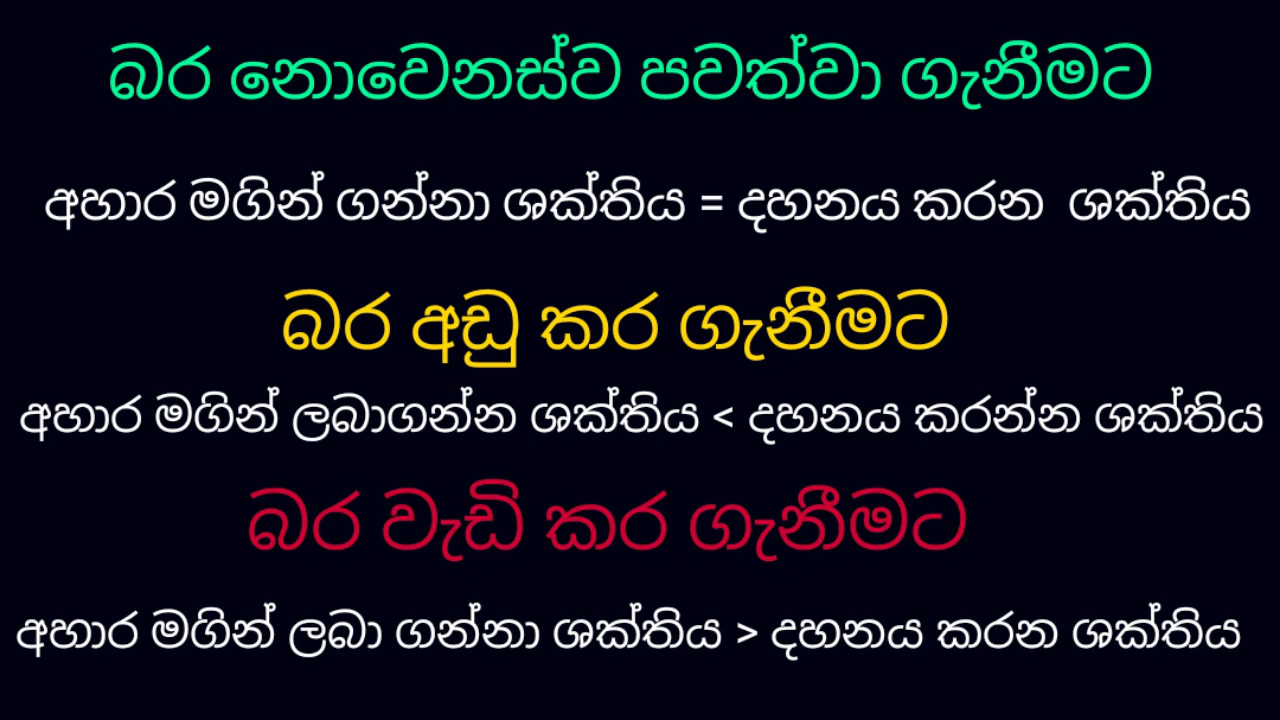 බර නොවෙනස්ව පවත්වා ගැනීමට
අහාර මගින් ගන්නා ශක්තිය = දහනය කරන ශක්තිය
බර අඩු කර ගැනීමට
අහාර මගින් ලබාගන්න ශක්තිය < දහනය කරන්න ශක්තිය
බර වැඩි කර ගැනීමට
අහාර මගින් ලබා ගන්නා ශක්තිය > දහනය කරන ශක්තිය